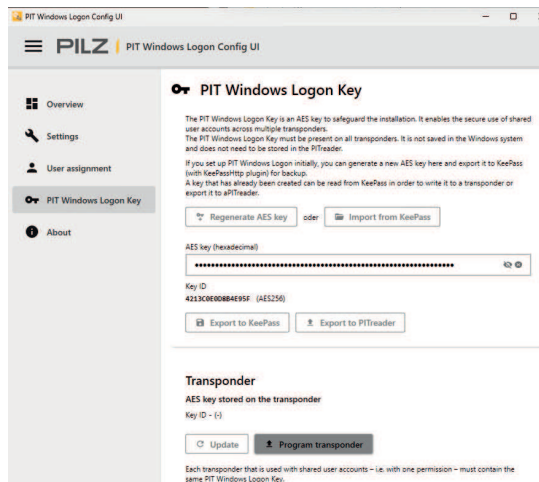 PIT Windows Logon Config UI
PILZ PIT Windows Logon Config UI
Overview
Settings
User assignment
PIT Windows Logon Key
About
PIT Windows Logon Key
The PIT Windows Logon Key is an AES key to safeguard the installation. It enables the secure use of shared
user accounts across multiple transponders.
The PIT Windows Logon Key must be present on all transponders. It is not saved in the Windows system
and does not need to be stored in the PITreader.
If you set up PIT Windows Logon initially, you can generate a new AES key here and export it to KeePass
(with KeePassHttp plugin) for backup.
A key that has already been created can be read from KeePass in order to write it to a transponder or
export it to aPITreader.
Regenerate AES key oder Import from KeePass
AES key (hexadecimal)
Key ID
4213C0E0D8B4E95F (AES256)
Export to KeePass Export to PITreader
Transponder
AES key stored on the transponder
Key ID - (-)
Update Program transponder
Each transponder that is used with shared user accounts – i.e. with one permission – must contain the
same PIT Windows Logon Key.